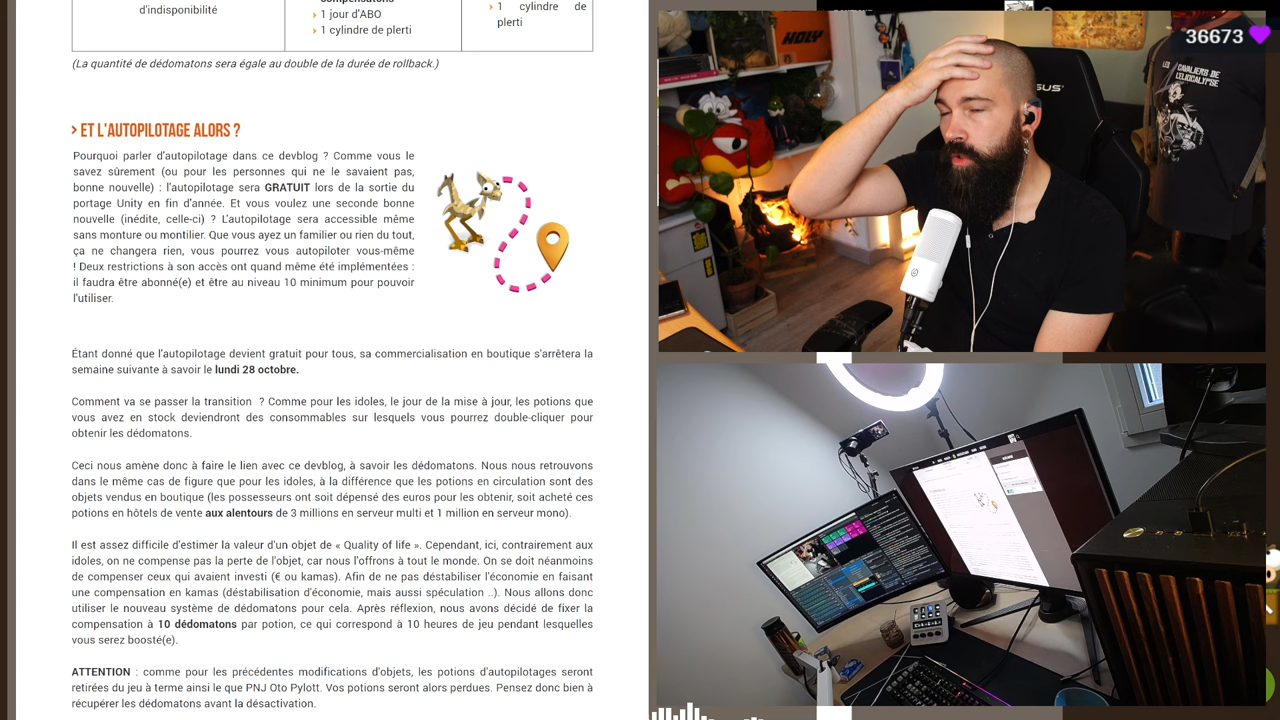 d'indisponibilité
compensatons
1 jour d'ABO
1 cylindre de plerti
1 cylindre de
plerti
(La quantité de dédomatons sera égale au double de la durée de rollback.)
ET L'AUTOPILOTAGE ALORS ?
Pourquoi parler d'autopilotage dans ce devblog ? Comme vous le
savez sûrement (ou pour les personnes qui ne le savaient pas,
bonne nouvelle) : l'autopilotage sera GRATUIT lors de la sortie du
portage Unity en fin d'année. Et vous voulez une seconde bonne
nouvelle (inédite, celle-ci) ? L'autopilotage sera accessible même
sans monture ou montilier. Que vous ayez un familier ou rien du tout,
ça ne changera rien, vous pourrez vous autopiloter vous-même
! Deux restrictions à son accès ont quand même été implémentées :
il faudra être abonné(e) et être au niveau 10 minimum pour pouvoir
l'utiliser.
Étant donné que l'autopilotage devient gratuit pour tous, sa commercialisation en boutique s'arrêtera la
semaine suivante à savoir le lundi 28 octobre.
Comment va se passer la transition ? Comme pour les idoles, le jour de la mise à jour, les potions que
vous avez en stock deviendront des consommables sur lesquels vous pourrez double-cliquer pour
obtenir les dédomatons.
Ceci nous amène donc à faire le lien avec ce devblog, à savoir les dédomatons. Nous nous retrouvons
dans le même cas de figure que pour les idoles, à la différence que les potions en circulation sont des
objets vendus en boutique (les possesseurs ont soit dépensé des euros pour les obtenir, soit acheté ces
potions en hôtels de vente aux alentours de 3 millions en serveur multi et 1 million en serveur mono).
Il est assez difficile d'estimer la valeur d'un objet de « Quality of life ». Cependant, ici, contrairement aux
idoles, on ne compense pas la perte de l'objet, car nous l'offrons à tout le monde. On se doit néanmoins
de compenser ceux qui avaient investi (€ ou kamas). Afin de ne pas déstabiliser l'économie en faisant
une compensation en kamas (déstabilisation d'économie, mais aussi spéculation ..). Nous allons donc
utiliser le nouveau système de dédomatons pour cela. Après réflexion, nous avons décidé de fixer la
compensation à 10 dédomatons par potion, ce qui correspond à 10 heures de jeu pendant lesquelles
vous serez boosté(e).
ATTENTION : comme pour les précédentes modifications d'objets, les potions d'autopilotages seront
retirées du jeu à terme ainsi le que PNJ Oto Pylott. Vos potions seront alors perdues. Pensez donc bien à
récupérer les dédomatons avant la désactivation.
36673
HOLY
LES CAVALIERS DE
L'ELIOCALYPSE